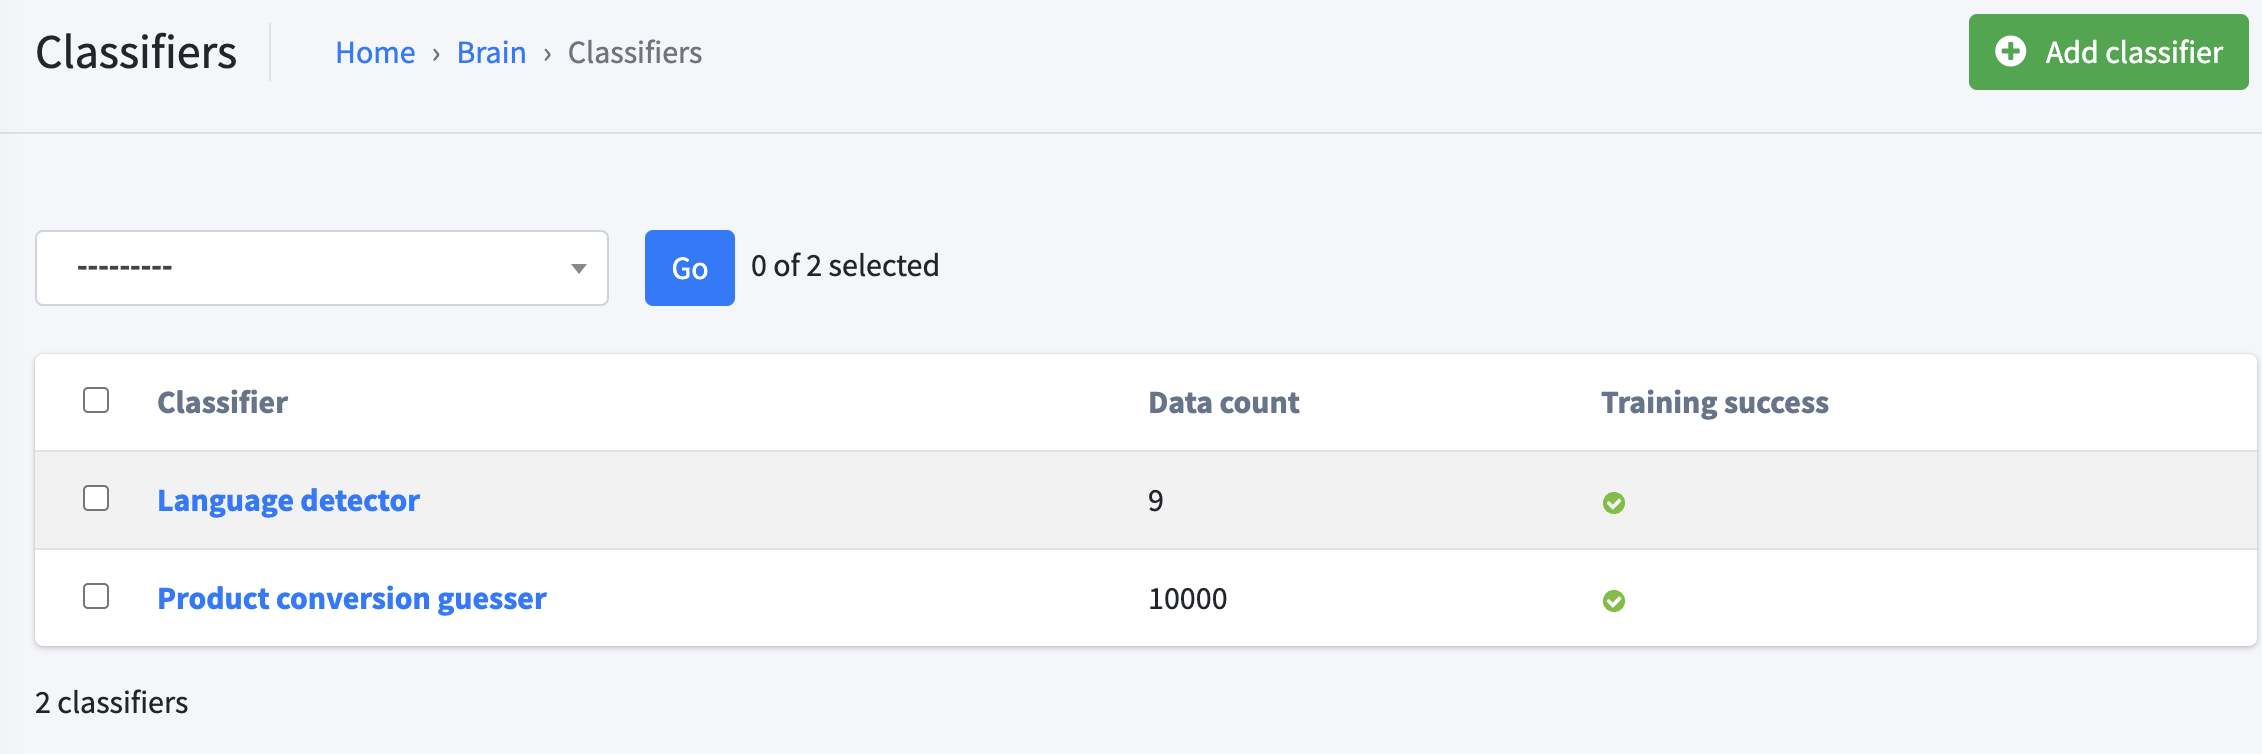 Classifiers
Home › Brain › Classifiers
Add classifier
---------
Go
0 of 2 selected
Classifier Data count Training success
Language detector 9
Product conversion guesser 10000
2 classifiers